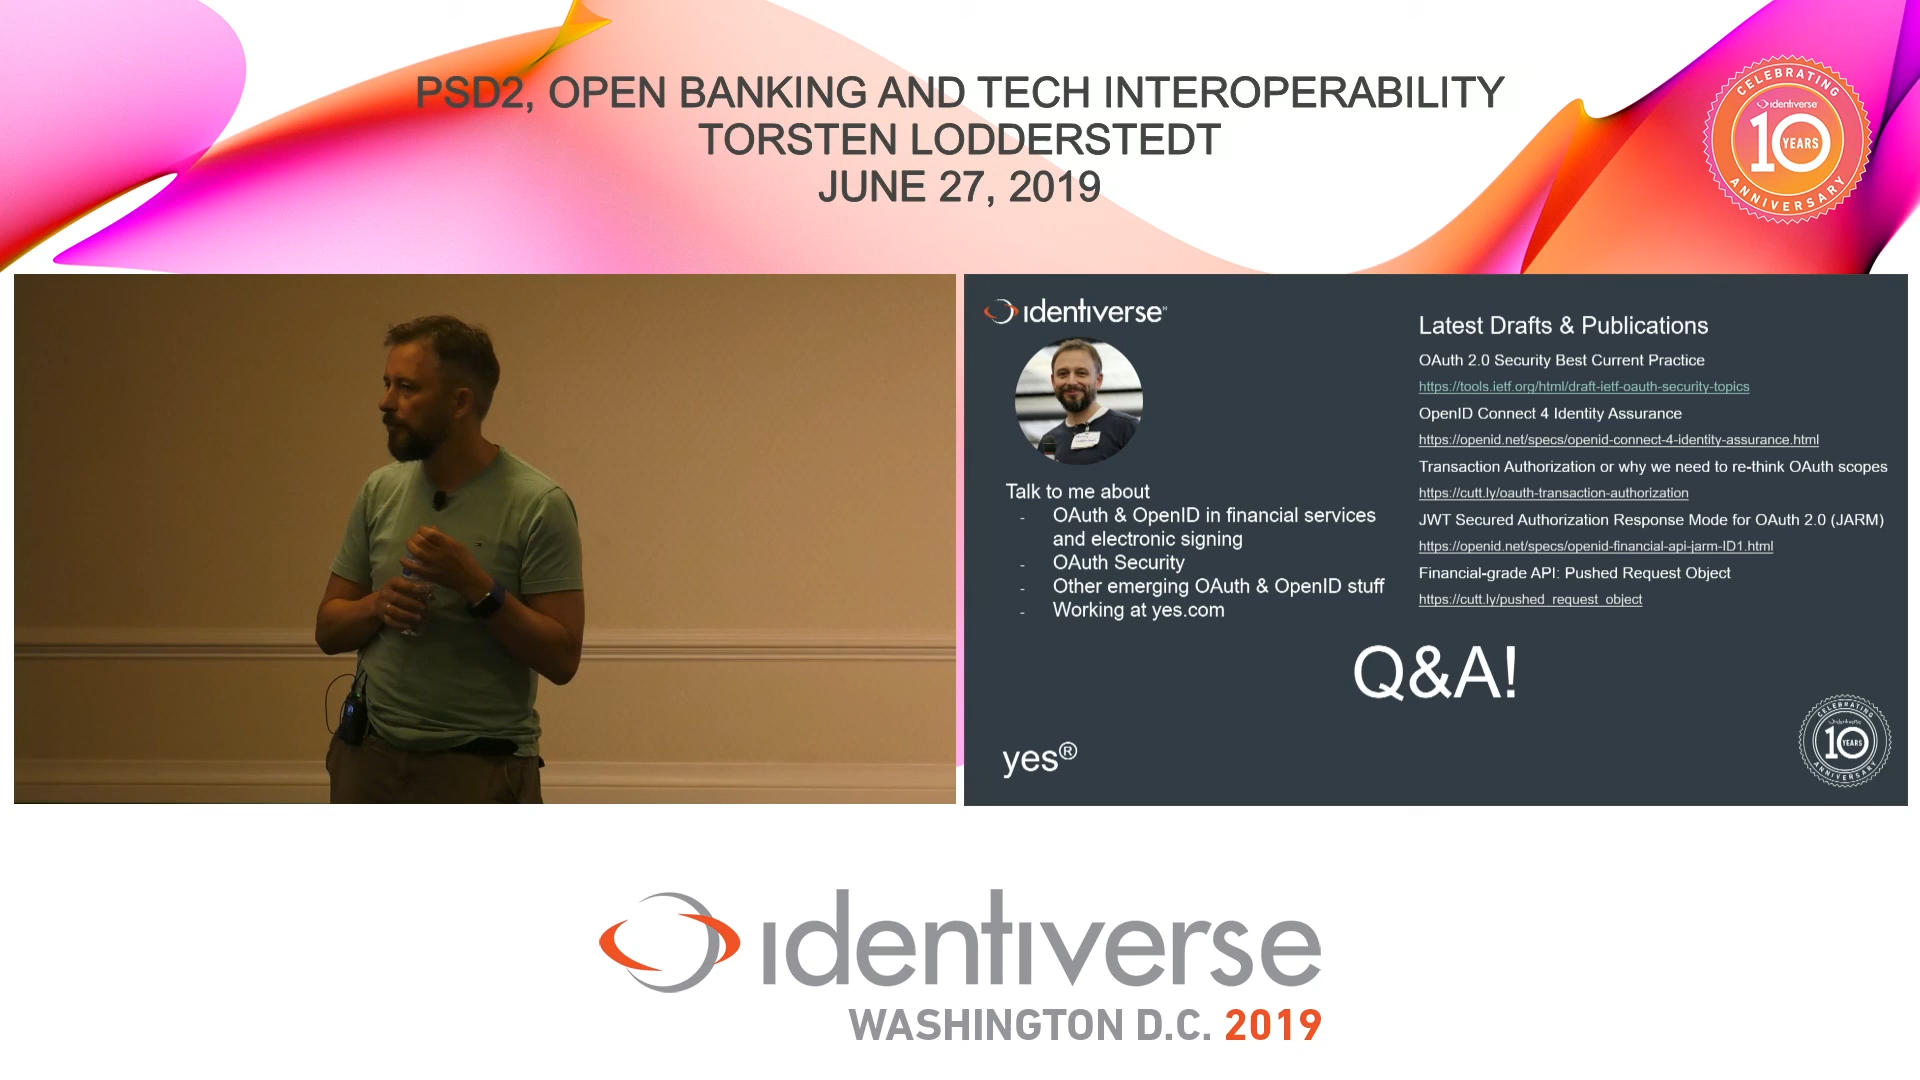 PSD2, OPEN BANKING AND TECH INTEROPERABILITY
TORSTEN LODDERSTEDT
JUNE 27, 2019
CELEBRATING
identiverse
10 YEARS
ANNIVERSARY
identiverse
Talk to me about
- OAuth & OpenID in financial services
and electronic signing
- OAuth Security
- Other emerging OAuth & OpenID stuff
- Working at yes.com
Latest Drafts & Publications
OAuth 2.0 Security Best Current Practice
https://tools.ietf.org/html/draft-ietf-oauth-security-topics
OpenID Connect 4 Identity Assurance
https://openid.net/specs/openid-connect-4-identity-assurance.html
Transaction Authorization or why we need to re-think OAuth scopes
https://cutt.ly/oauth-transaction-authorization
JWT Secured Authorization Response Mode for OAuth 2.0 (JARM)
https://openid.net/specs/openid-financial-api-jarm-ID1.html
Financial-grade API: Pushed Request Object
https://cutt.ly/pushed_request_object
Q&A!
yes®
CELEBRATING
identiverse
10 YEARS
ANNIVERSARY
identiverse
WASHINGTON D.C. 2019